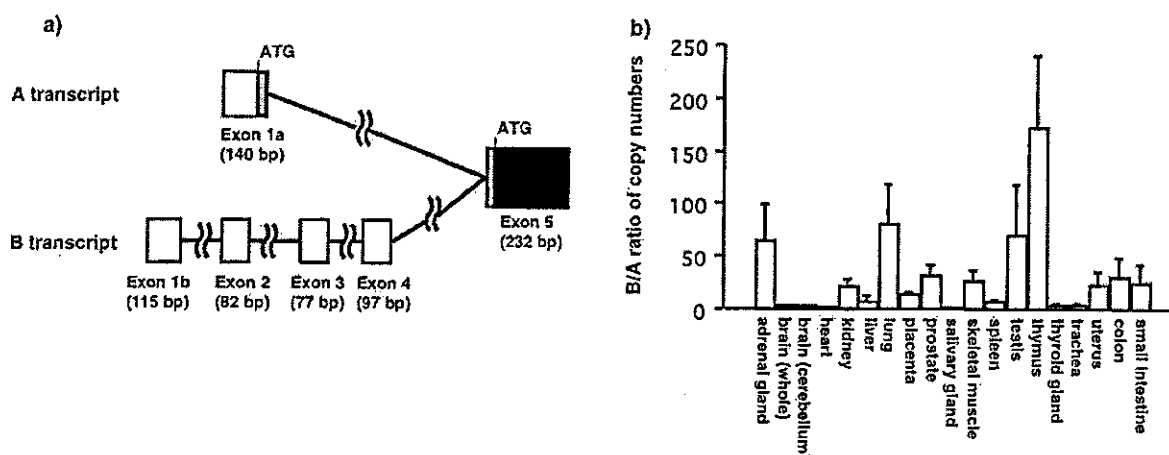 a)
ATG
A transcript
Exon 1a
(140 bp)
ATG
Exon 5
(232 bp)
B transcript
Exon 1b
(115 bp)
Exon 2
(82 bp)
Exon 3
(77 bp)
Exon 4
(97 bp)
b)
B/A ratio of copy numbers
250
200
150
100
50
0
adrenal gland
brain (whole)
brain (cerebellum)
heart
kidney
liver
lung
placenta
prostate
salivary gland
skeletal muscle
spleen
testis
thymus
thyroid gland
trachea
uterus
colon
small intestine